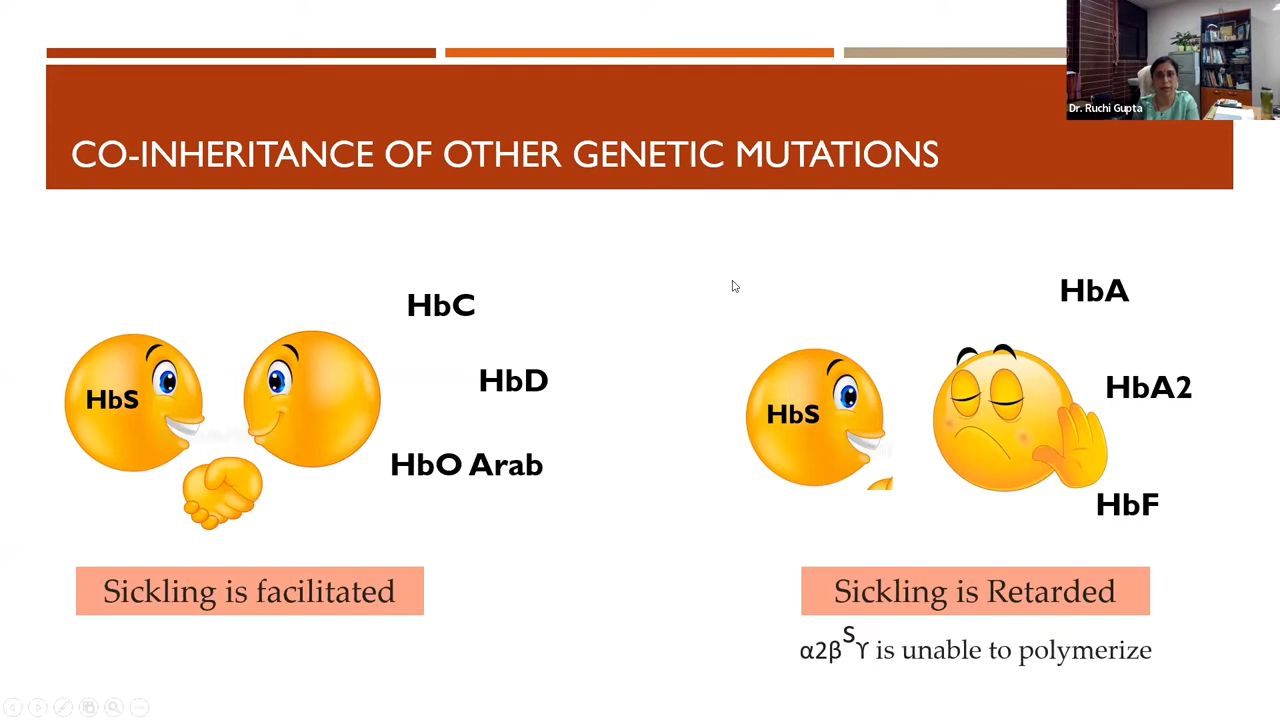 Dr. Ruchi Gupta
CO-INHERITANCE OF OTHER GENETIC MUTATIONS
HbC
HbD
HbS
HbO Arab
Sickling is facilitated
HbA
HbA2
HbS
HbF
Sickling is Retarded
α2βˢϒ is unable to polymerize